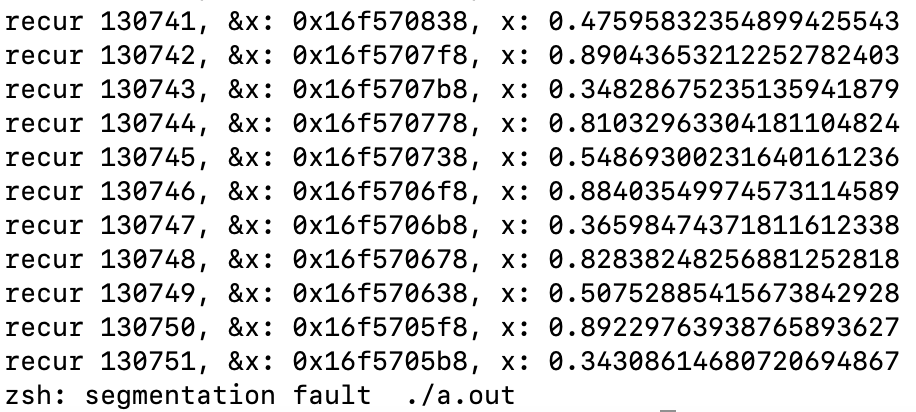 recur 130741, &x: 0x16f570838, x: 0.47595832354899425543
recur 130742, &x: 0x16f5707f8, x: 0.89043653212252782403
recur 130743, &x: 0x16f5707b8, x: 0.34828675235135941879
recur 130744, &x: 0x16f570778, x: 0.81032963304181104824
recur 130745, &x: 0x16f570738, x: 0.54869300231640161236
recur 130746, &x: 0x16f5706f8, x: 0.88403549974573114589
recur 130747, &x: 0x16f5706b8, x: 0.36598474371811612338
recur 130748, &x: 0x16f570678, x: 0.82838248256881252818
recur 130749, &x: 0x16f570638, x: 0.50752885415673842928
recur 130750, &x: 0x16f5705f8, x: 0.89229763938765893627
recur 130751, &x: 0x16f5705b8, x: 0.34308614680720694867
zsh: segmentation fault  ./a.out